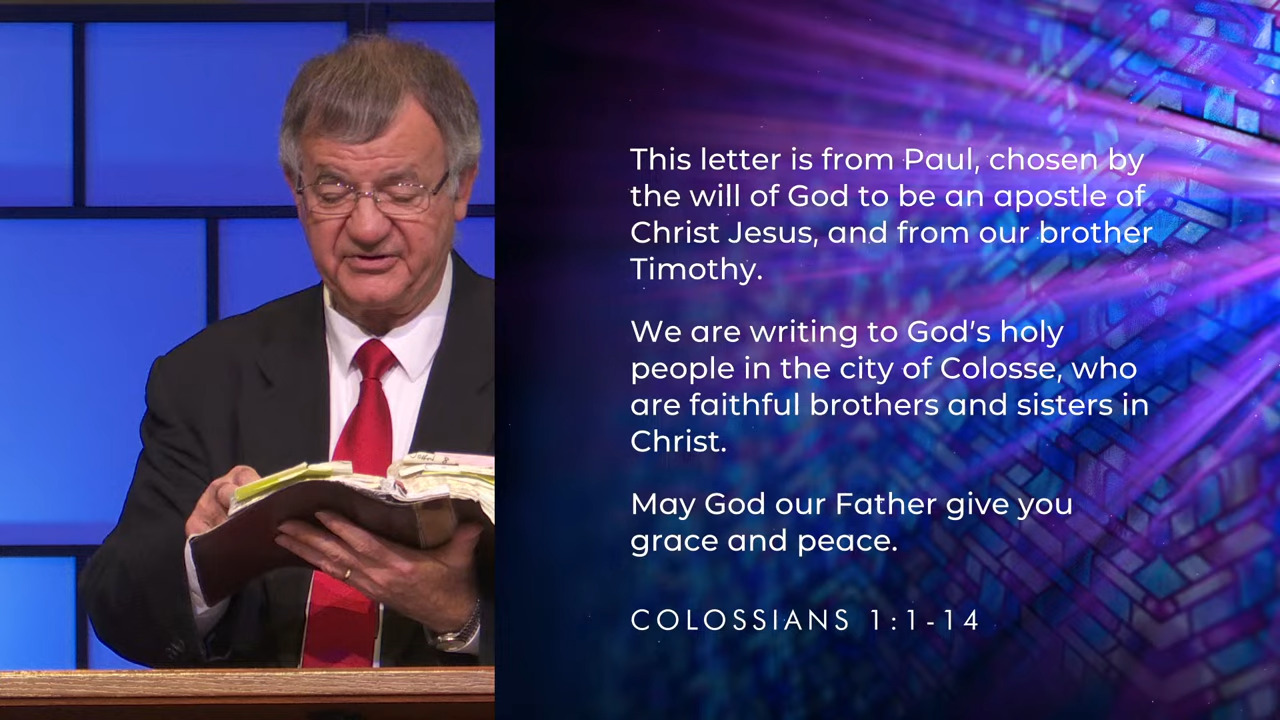 This letter is from Paul, chosen by
the will of God to be an apostle of
Christ Jesus, and from our brother
Timothy.
We are writing to God's holy
people in the city of Colosse, who
are faithful brothers and sisters in
Christ.
May God our Father give you
grace and peace.
COLOSSIANS 1:1-14